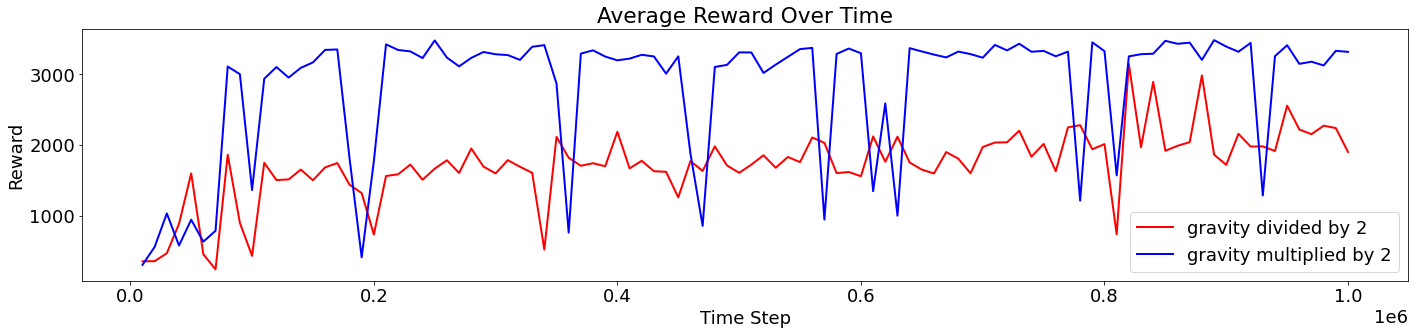 Average Reward Over Time
Reward
3000
2000
1000
gravity divided by 2
gravity multiplied by 2
0.0 0.2 0.4 0.6 0.8 1.0
Time Step
1e6